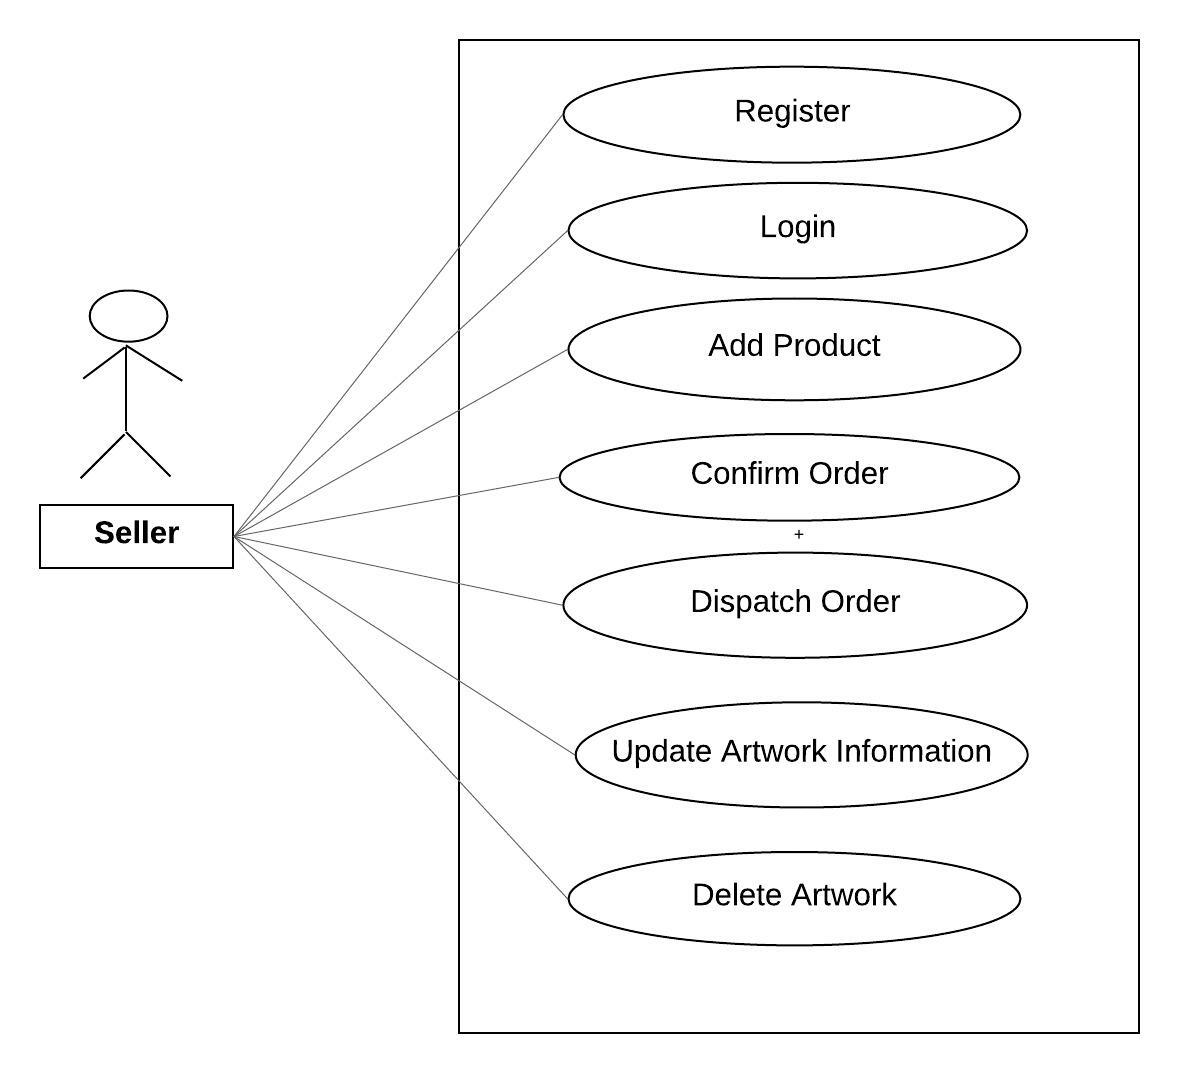 Register
Login
Add Product
Confirm Order
+
Dispatch Order
Update Artwork Information
Delete Artwork
Seller